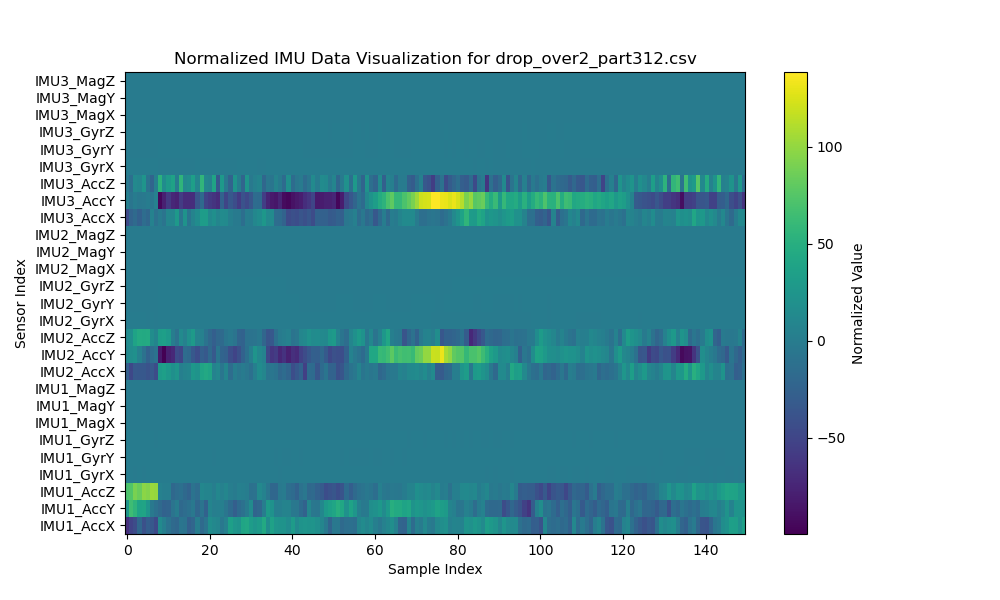 Normalized IMU Data Visualization for drop_over2_part312.csv
IMU3_MagZ
IMU3_MagY
IMU3_MagX
IMU3_GyrZ
IMU3_GyrY
IMU3_GyrX
IMU3_AccZ
IMU3_AccY
IMU3_AccX
IMU2_MagZ
IMU2_MagY
IMU2_MagX
IMU2_GyrZ
IMU2_GyrY
IMU2_GyrX
IMU2_AccZ
IMU2_AccY
IMU2_AccX
IMU1_MagZ
IMU1_MagY
IMU1_MagX
IMU1_GyrZ
IMU1_GyrY
IMU1_GyrX
IMU1_AccZ
IMU1_AccY
IMU1_AccX
Sensor Index
0 20 40 60 80 100 120 140
Sample Index
100
50
0
−50
Normalized Value